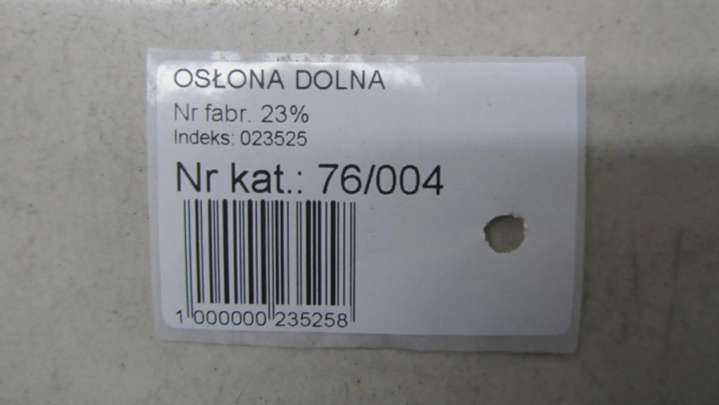 OSŁONA DOLNA
Nr fabr. 23%
Indeks: 023525
Nr kat.: 76/004
1 000000 235258